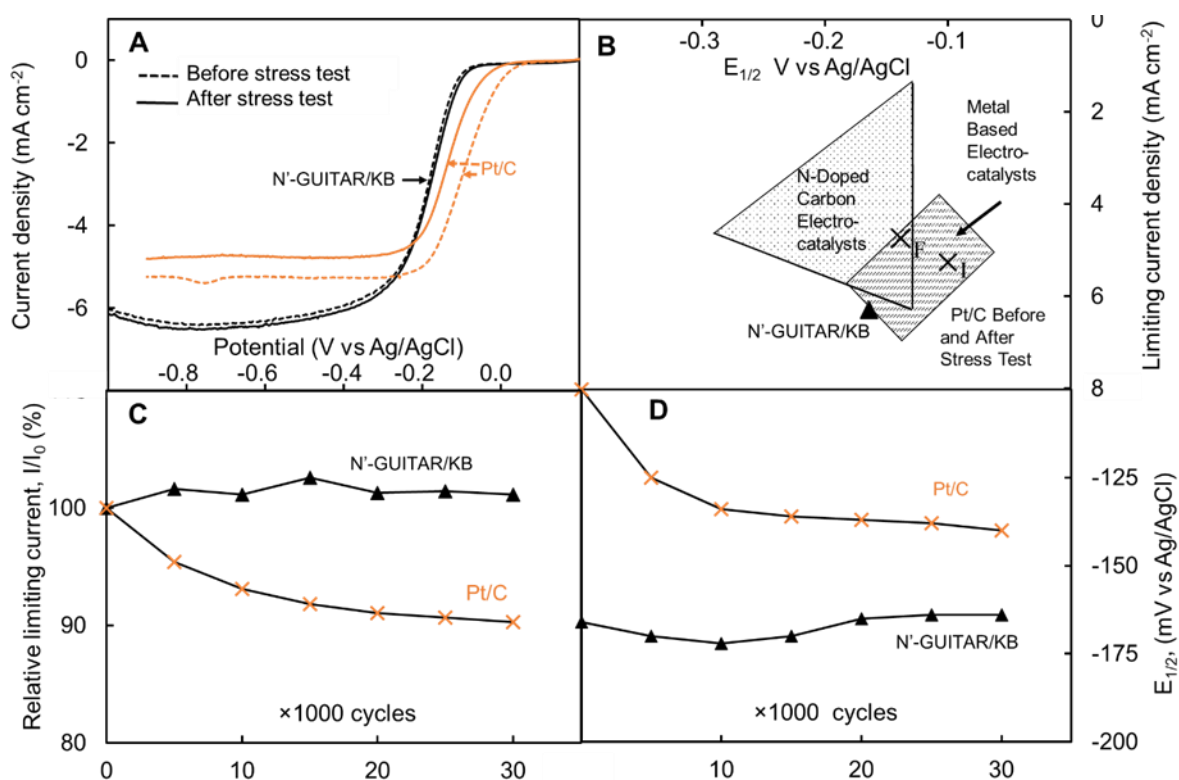 A
Before stress test
After stress test
N'-GUITAR/KB
Pt/C
Current density (mA cm⁻²)
0
-2
-4
-6
Potential (V vs Ag/AgCl)
-0.8
-0.6
-0.4
-0.2
0.0
B
-0.3
-0.2
-0.1
E₁/₂ V vs Ag/AgCl
Metal
Based
Electro-
catalysts
N-Doped
Carbon
Electro-
catalysts
F
I
N'-GUITAR/KB
Pt/C Before
and After
Stress Test
Limiting current density (mA cm⁻²)
0
2
4
6
8
C
N'-GUITAR/KB
Pt/C
×1000 cycles
Relative limiting current, I/I₀ (%)
100
90
80
0
10
20
30
D
Pt/C
N'-GUITAR/KB
×1000 cycles
-125
-150
-175
-200
E₁/₂, (mV vs Ag/AgCl)
10
20
30